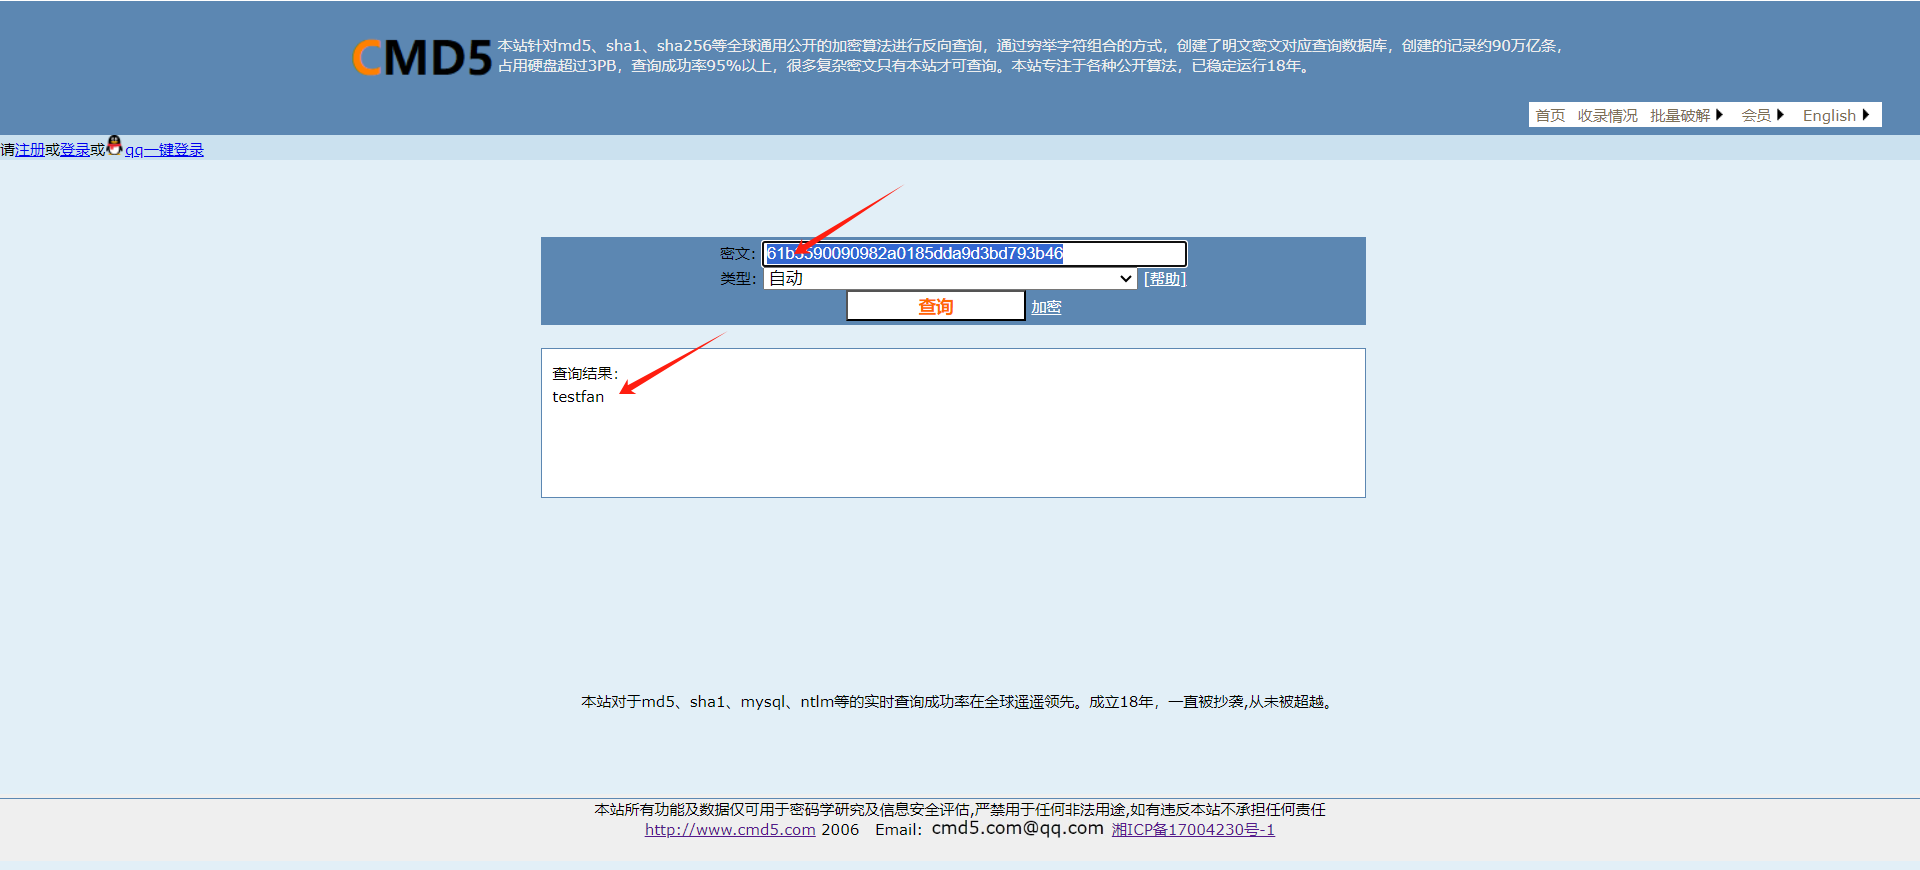 CMD5
本站针对md5、sha1、sha256等全球通用公开的加密算法进行反向查询，通过穷举字符组合的方式，创建了明文密文对应查询数据库，创建的记录约90万亿条，
占用硬盘超过3PB，查询成功率95%以上，很多复杂密文只有本站才可查询。本站专注于各种公开算法，已稳定运行18年。
首页 收录情况 批量破解 会员 English
请注册或登录或qq一键登录
密文： 61b3590090982a0185dda9d3bd793b46
类型： 自动 [帮助]
查询 加密
查询结果：
testfan
本站对于md5、sha1、mysql、ntlm等的实时查询成功率在全球遥遥领先。成立18年，一直被抄袭,从未被超越。
本站所有功能及数据仅可用于密码学研究及信息安全评估,严禁用于任何非法用途,如有违反本站不承担任何责任
http://www.cmd5.com 2006 Email: cmd5.com@qq.com 湘ICP备17004230号-1